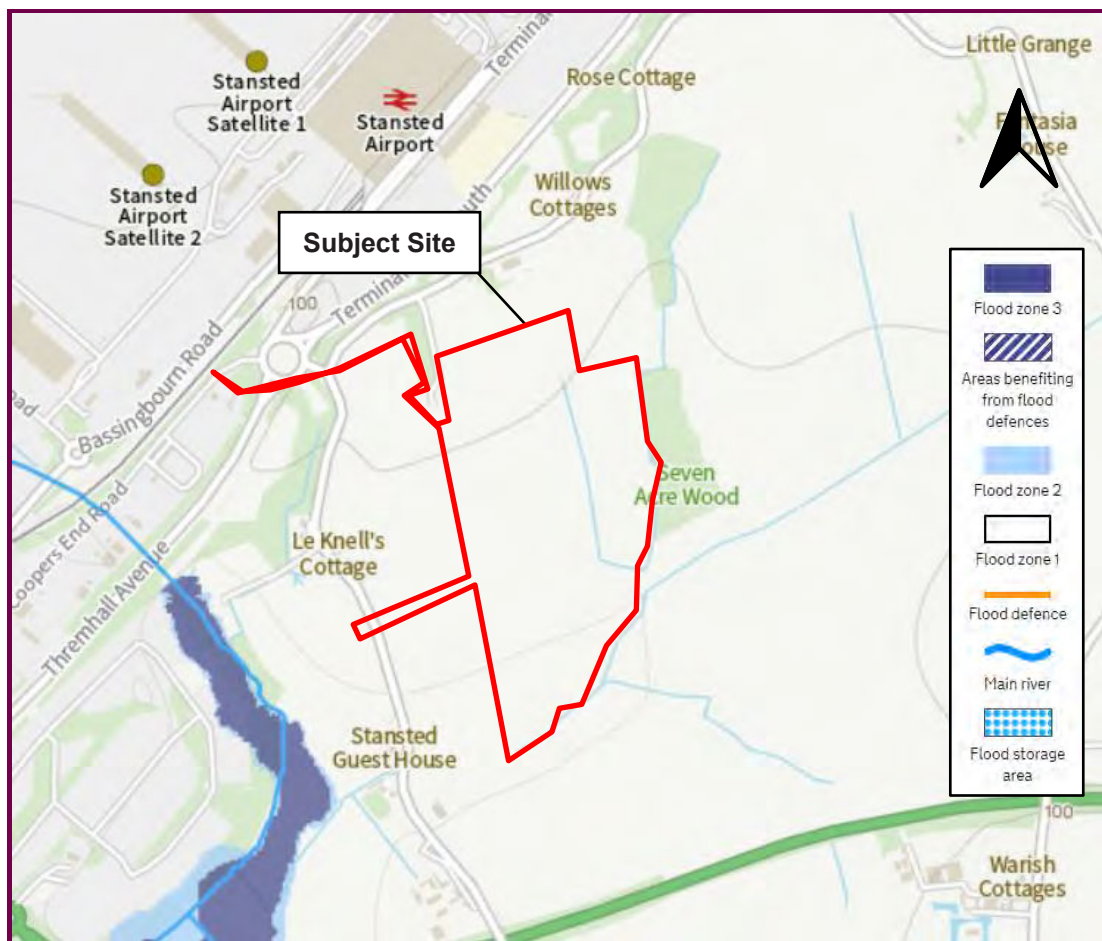 Little Grange
Rose Cottage
Terminal
Stansted
Airport
Satellite 1
Stansted
Airport
House
Willows
Cottages
Stansted
Airport
Satellite 2
Subject Site
100
Bassingbourn Road
Flood zone 3
Areas benefiting
from flood
defences
Flood zone 2
Flood zone 1
Flood defence
Main river
Flood storage
area
Seven
Acre Wood
Coopers End Road
Le Knell's
Cottage
Thremhall Avenue
Stansted
Guest House
100
Warish
Cottages